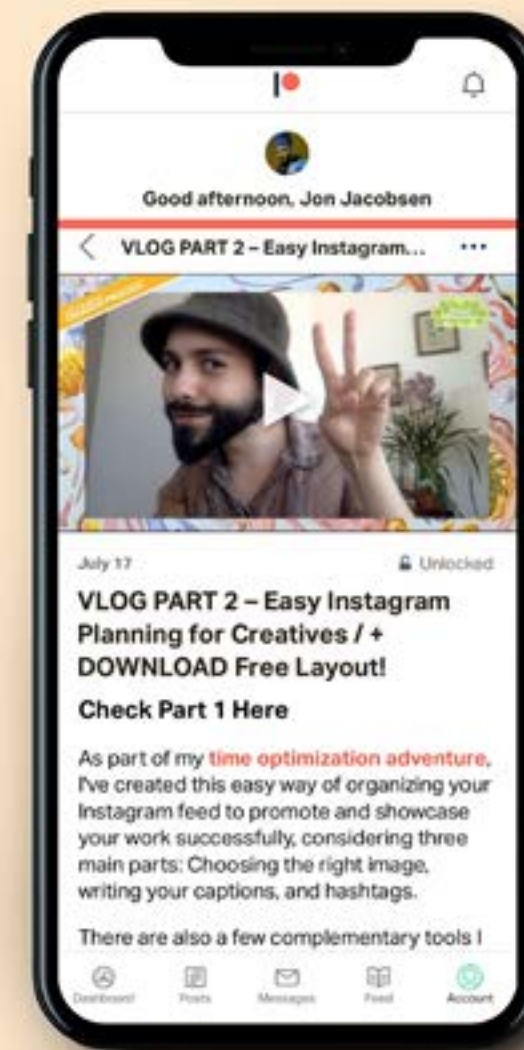 Good afternoon, Jon Jacobsen
VLOG PART 2 – Easy Instagram...
July 17
Unlocked
VLOG PART 2 – Easy Instagram
Planning for Creatives / +
DOWNLOAD Free Layout!
Check Part 1 Here
As part of my time optimization adventure,
I've created this easy way of organizing your
Instagram feed to promote and showcase
your work successfully, considering three
main parts: Choosing the right image,
writing your captions, and hashtags.
There are also a few complementary tools I
Dashboard
Posts
Messages
Feed
Account